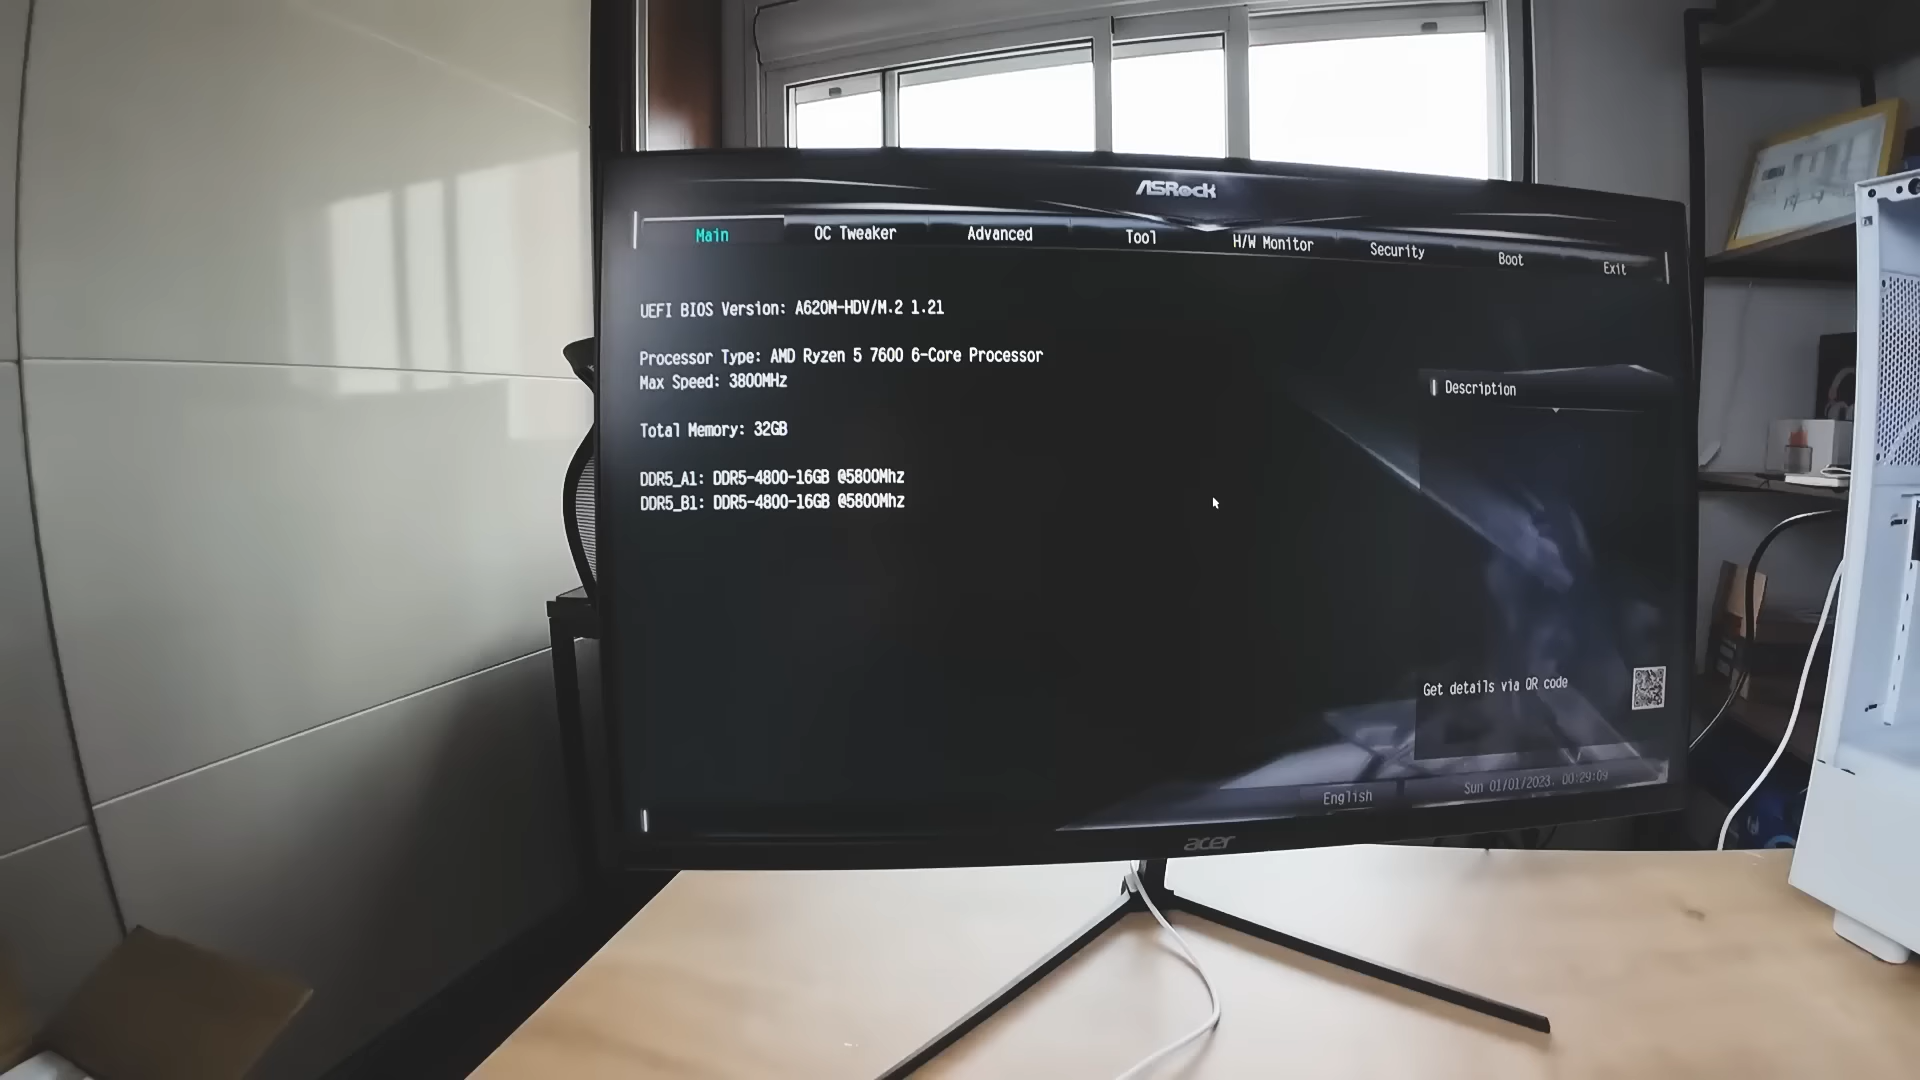 ASRock
Main OC Tweaker Advanced Tool H/W Monitor Security Boot Exit
UEFI BIOS Version: A620M-HDV/M.2 1.21
Processor Type: AMD Ryzen 5 7600 6-Core Processor
Max Speed: 3800MHz
Description
Total Memory: 32GB
DDR5_A1: DDR5-4800-16GB @5800Mhz
DDR5_B1: DDR5-4800-16GB @5800Mhz
Get details via QR code
English
Sun 01/01/2023. 00:29:09
acer